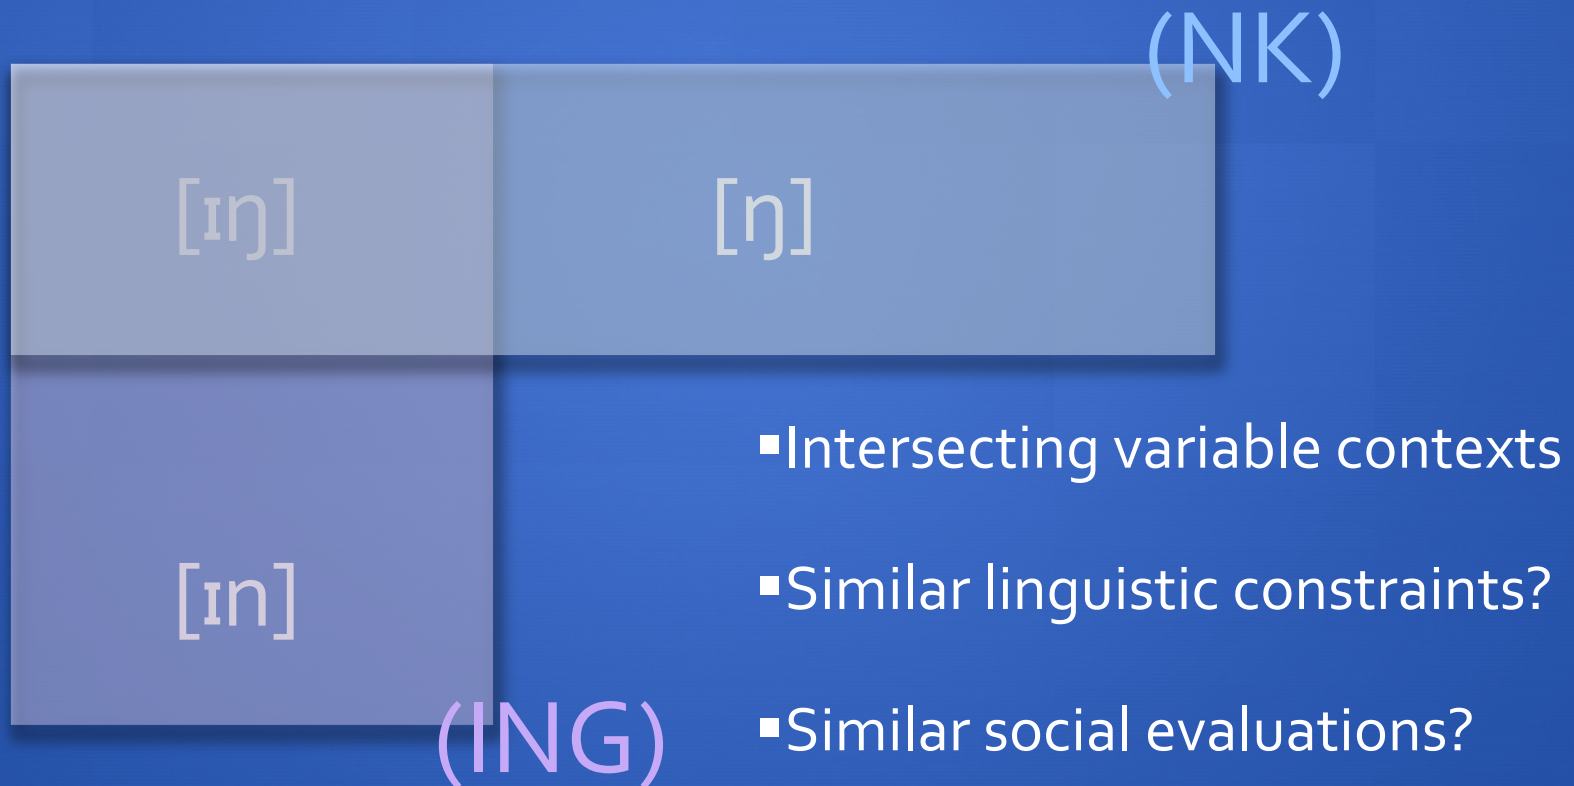 (NK)
[ɪŋ] [ŋ]
▪Intersecting variable contexts
▪Similar linguistic constraints?
[ɪn]
▪Similar social evaluations?
(ING)